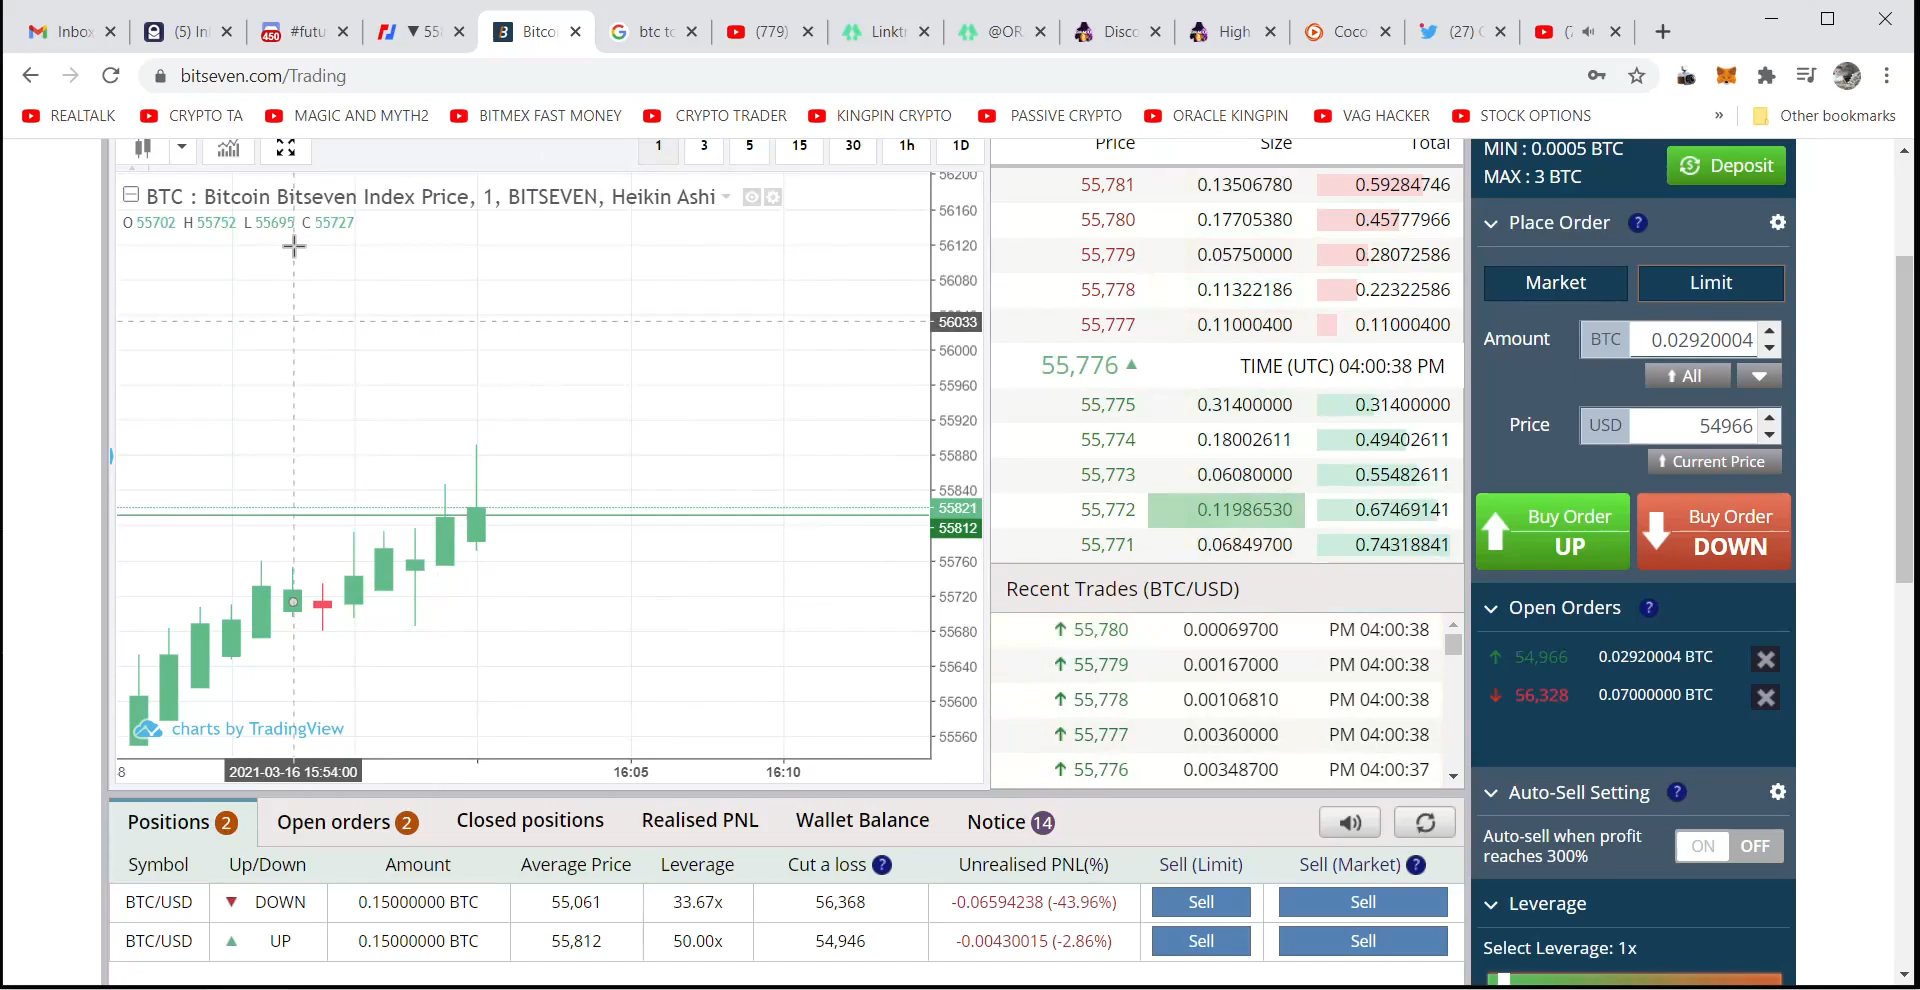 Inbox
(5) In
450
#futu
▼ 55
Bitcoi
btc to
(779)
Linkt
@OR
Disco
High
Coco
(27)
bitseven.com/Trading
REALTALK
CRYPTO TA
MAGIC AND MYTH2
BITMEX FAST MONEY
CRYPTO TRADER
KINGPIN CRYPTO
PASSIVE CRYPTO
ORACLE KINGPIN
VAG HACKER
STOCK OPTIONS
»
Other bookmarks
1 3 5 15 30 1h 1D
BTC : Bitcoin Bitseven Index Price, 1, BITSEVEN, Heikin Ashi
O 55702 H 55752 L 55695 C 55727
56200
56160
56120
56080
56033
56000
55960
55920
55880
55840
55821
55812
55760
55720
55680
55640
55600
55560
charts by TradingView
8 2021-03-16 15:54:00 16:05 16:10
Price Size Total
55,781 0.13506780 0.59284746
55,780 0.17705380 0.45777966
55,779 0.05750000 0.28072586
55,778 0.11322186 0.22322586
55,777 0.11000400 0.11000400
55,776 ▲ TIME (UTC) 04:00:38 PM
55,775 0.31400000 0.31400000
55,774 0.18002611 0.49402611
55,773 0.06080000 0.55482611
55,772 0.11986530 0.67469141
55,771 0.06849700 0.74318841
Recent Trades (BTC/USD)
↑ 55,780 0.00069700 PM 04:00:38
↑ 55,779 0.00167000 PM 04:00:38
↑ 55,778 0.00106810 PM 04:00:38
↑ 55,777 0.00360000 PM 04:00:38
↑ 55,776 0.00348700 PM 04:00:37
MIN : 0.0005 BTC
MAX : 3 BTC
Deposit
Place Order ?
Market Limit
Amount BTC 0.02920004
All
Price USD 54966
Current Price
Buy Order UP
Buy Order DOWN
Open Orders ?
↑ 54,966 0.02920004 BTC
↓ 56,328 0.07000000 BTC
Auto-Sell Setting ?
Auto-sell when profit
reaches 300%
ON OFF
Leverage
Select Leverage: 1x
Positions 2 Open orders 2 Closed positions Realised PNL Wallet Balance Notice 14
Symbol Up/Down Amount Average Price Leverage Cut a loss ? Unrealised PNL(%) Sell (Limit) Sell (Market) ?
BTC/USD ▼ DOWN 0.15000000 BTC 55,061 33.67x 56,368 -0.06594238 (-43.96%) Sell Sell
BTC/USD ▲ UP 0.15000000 BTC 55,812 50.00x 54,946 -0.00430015 (-2.86%) Sell Sell